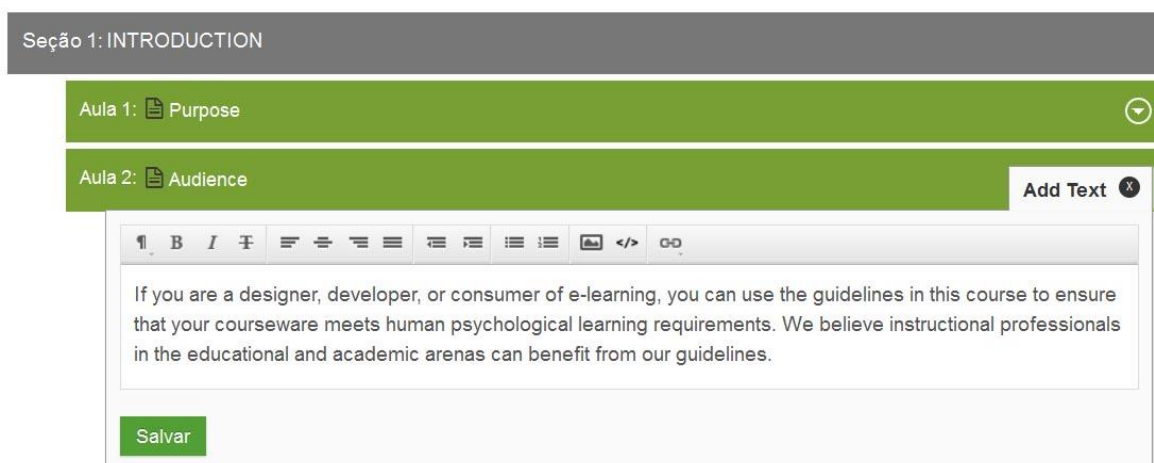 Seção 1: INTRODUCTION
Aula 1: Purpose
Aula 2: Audience
Add Text X
If you are a designer, developer, or consumer of e-learning, you can use the guidelines in this course to ensure
that your courseware meets human psychological learning requirements. We believe instructional professionals
in the educational and academic arenas can benefit from our guidelines.
Salvar